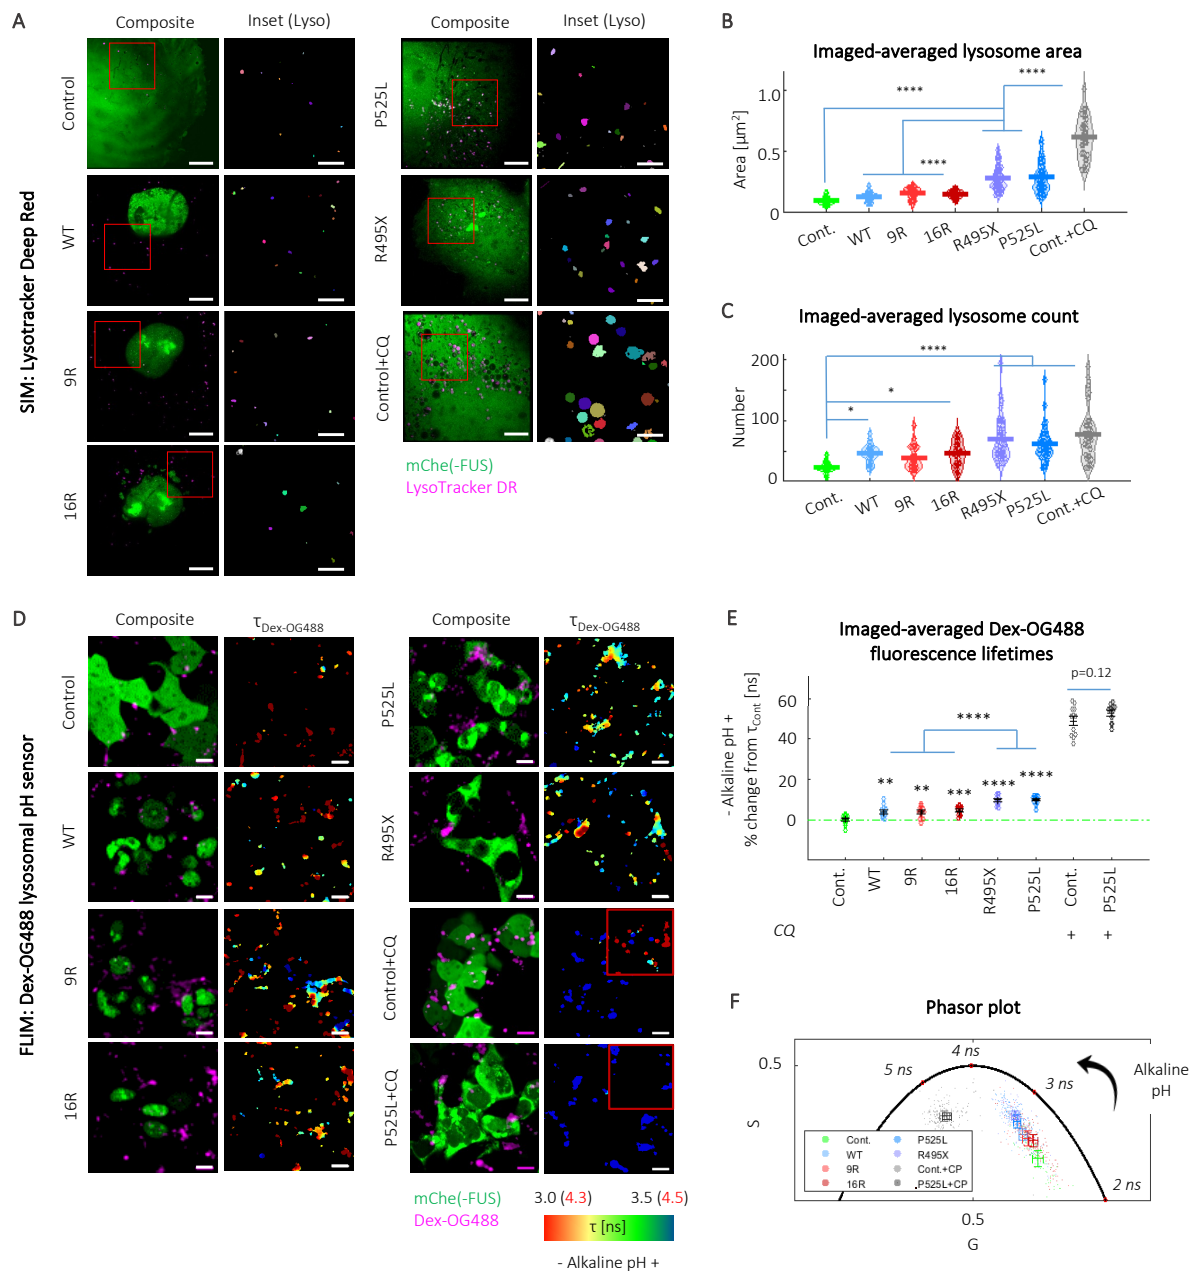 A
Composite
Inset (Lyso)
Composite
Inset (Lyso)
SIM: Lysotracker Deep Red
Control
WT
9R
16R
P525L
R495X
Control+CQ
mChe(-FUS)
LysoTracker DR
B
Imaged-averaged lysosome area
Area [µm²]
1.0
0.5
0
****
****
****
Cont.
WT
9R
16R
R495X
P525L
Cont.+CQ
C
Imaged-averaged lysosome count
Number
200
100
0
****
*
*
Cont.
WT
9R
16R
R495X
P525L
Cont.+CQ
D
Composite
τDex-OG488
Composite
τDex-OG488
FLIM: Dex-OG488 lysosomal pH sensor
Control
WT
9R
16R
P525L
R495X
Control+CQ
P525L+CQ
mChe(-FUS)
Dex-OG488
3.0 (4.3)
3.5 (4.5)
τ [ns]
- Alkaline pH +
E
Imaged-averaged Dex-OG488
fluorescence lifetimes
- Alkaline pH +
% change from τCont [ns]
60
40
20
0
p=0.12
****
**
**
***
****
****
Cont.
WT
9R
16R
R495X
P525L
Cont.
P525L
CQ
+
+
F
Phasor plot
0.5
S
5 ns
4 ns
3 ns
2 ns
Alkaline
pH
Cont.
WT
9R
16R
P525L
R495X
Cont.+CP
.P525L+CP
0.5
G